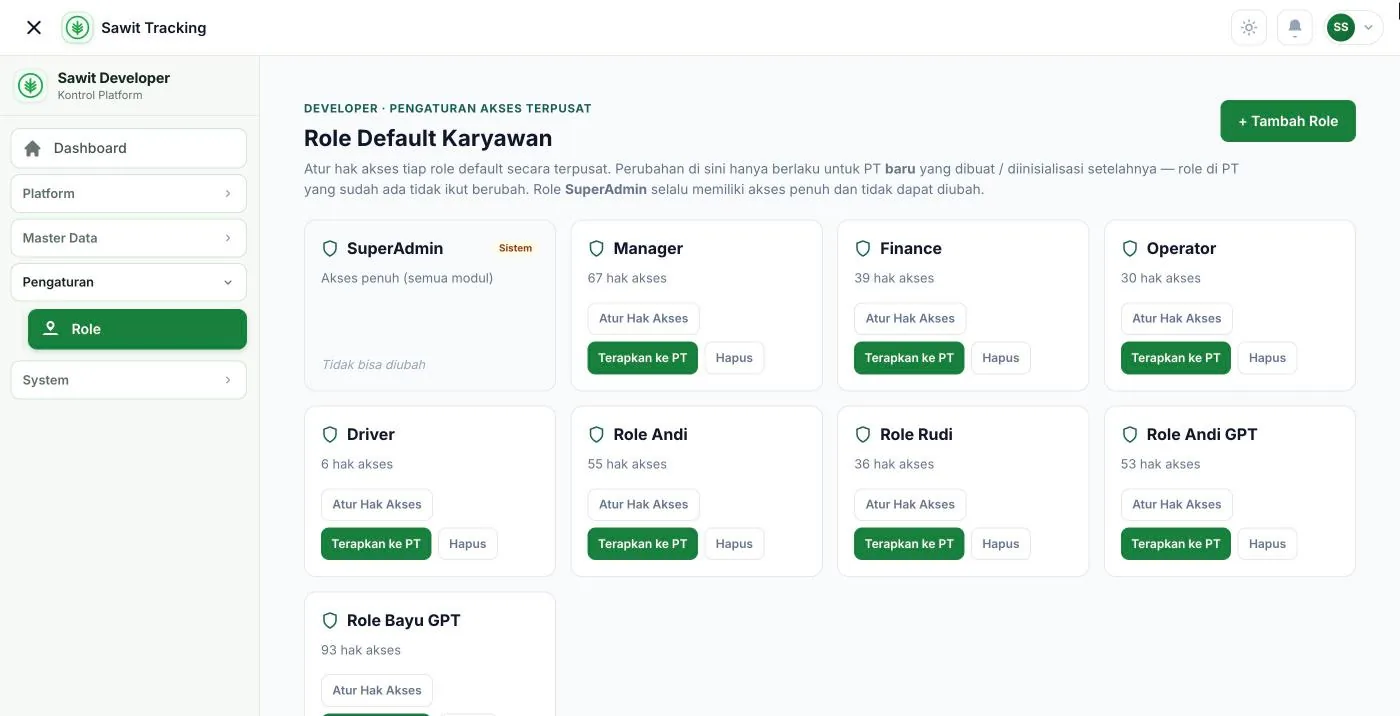 Sawit Tracking
SS
Sawit Developer
Kontrol Platform
Dashboard
Platform
Master Data
Pengaturan
Role
System
DEVELOPER · PENGATURAN AKSES TERPUSAT
Role Default Karyawan
+ Tambah Role
Atur hak akses tiap role default secara terpusat. Perubahan di sini hanya berlaku untuk PT baru yang dibuat / diinisialisasi setelahnya — role di PT
yang sudah ada tidak ikut berubah. Role SuperAdmin selalu memiliki akses penuh dan tidak dapat diubah.
SuperAdmin
Sistem
Akses penuh (semua modul)
Tidak bisa diubah
Manager
67 hak akses
Atur Hak Akses
Terapkan ke PT
Hapus
Finance
39 hak akses
Atur Hak Akses
Terapkan ke PT
Hapus
Operator
30 hak akses
Atur Hak Akses
Terapkan ke PT
Hapus
Driver
6 hak akses
Atur Hak Akses
Terapkan ke PT
Hapus
Role Andi
55 hak akses
Atur Hak Akses
Terapkan ke PT
Hapus
Role Rudi
36 hak akses
Atur Hak Akses
Terapkan ke PT
Hapus
Role Andi GPT
53 hak akses
Atur Hak Akses
Terapkan ke PT
Hapus
Role Bayu GPT
93 hak akses
Atur Hak Akses